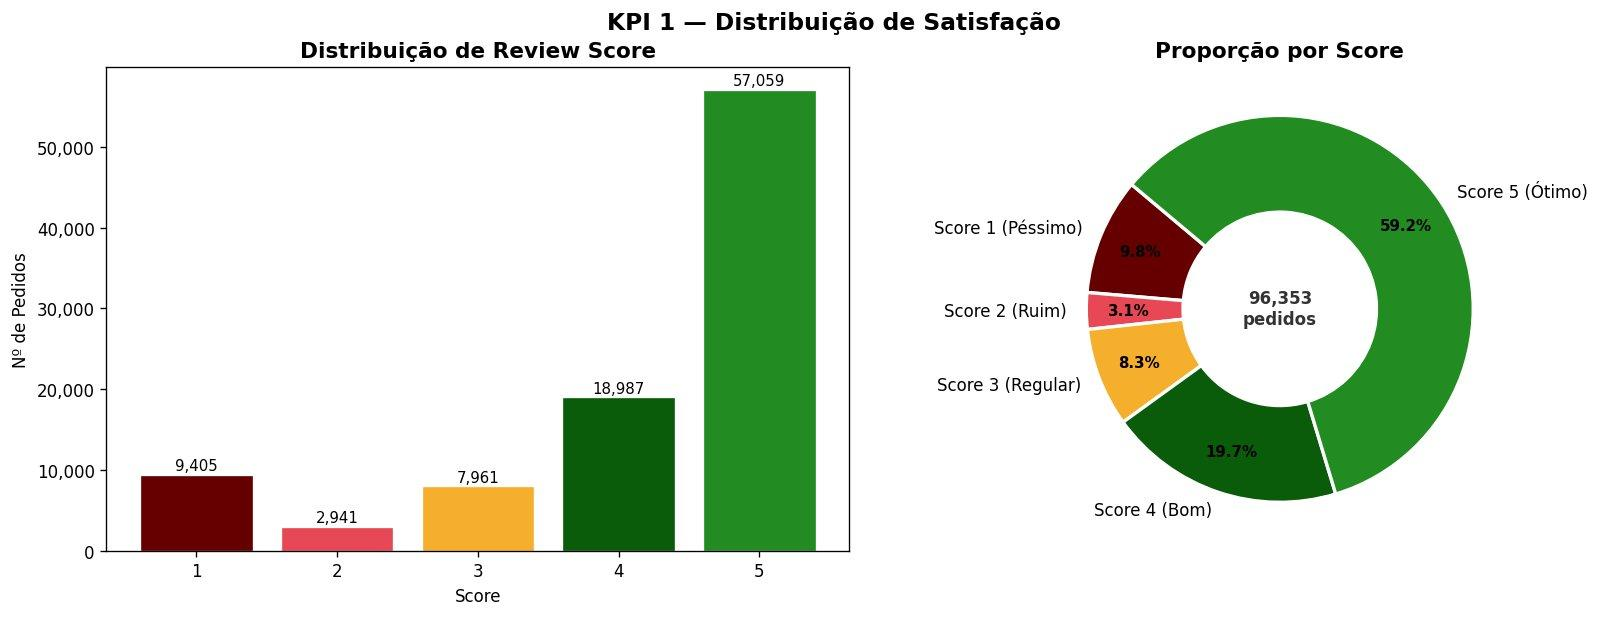 KPI 1 — Distribuição de Satisfação
Distribuição de Review Score
57,059
50,000
40,000
30,000
20,000
18,987
10,000
9,405
7,961
2,941
0
Nº de Pedidos
1 2 3 4 5
Score
Proporção por Score
Score 5 (Ótimo)
59.2%
Score 1 (Péssimo)
9.8%
Score 2 (Ruim)
3.1%
96,353
pedidos
Score 3 (Regular)
8.3%
19.7%
Score 4 (Bom)